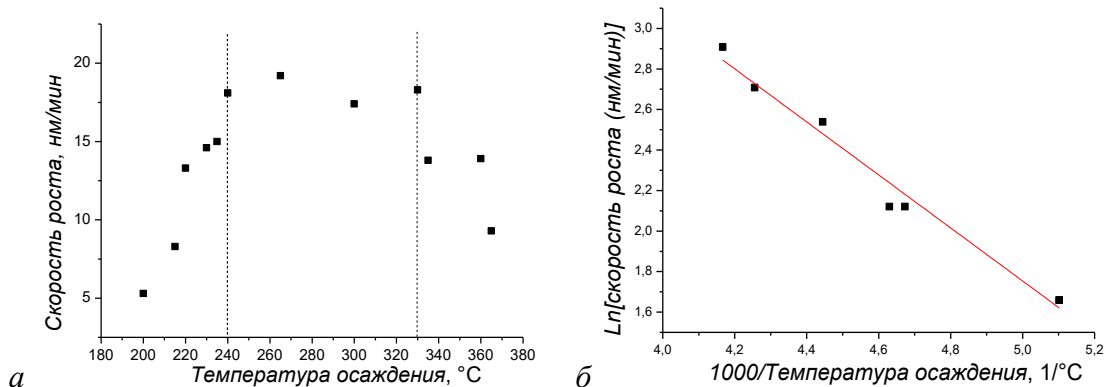 Скорость роста, нм/мин
20
15
10
5
180 200 220 240 260 280 300 320 340 360 380
Температура осаждения, °C
а
Ln[скорость роста (нм/мин)]
3,0
2,8
2,6
2,4
2,2
2,0
1,8
1,6
4,0 4,2 4,4 4,6 4,8 5,0 5,2
1000/Температура осаждения, 1/°C
б